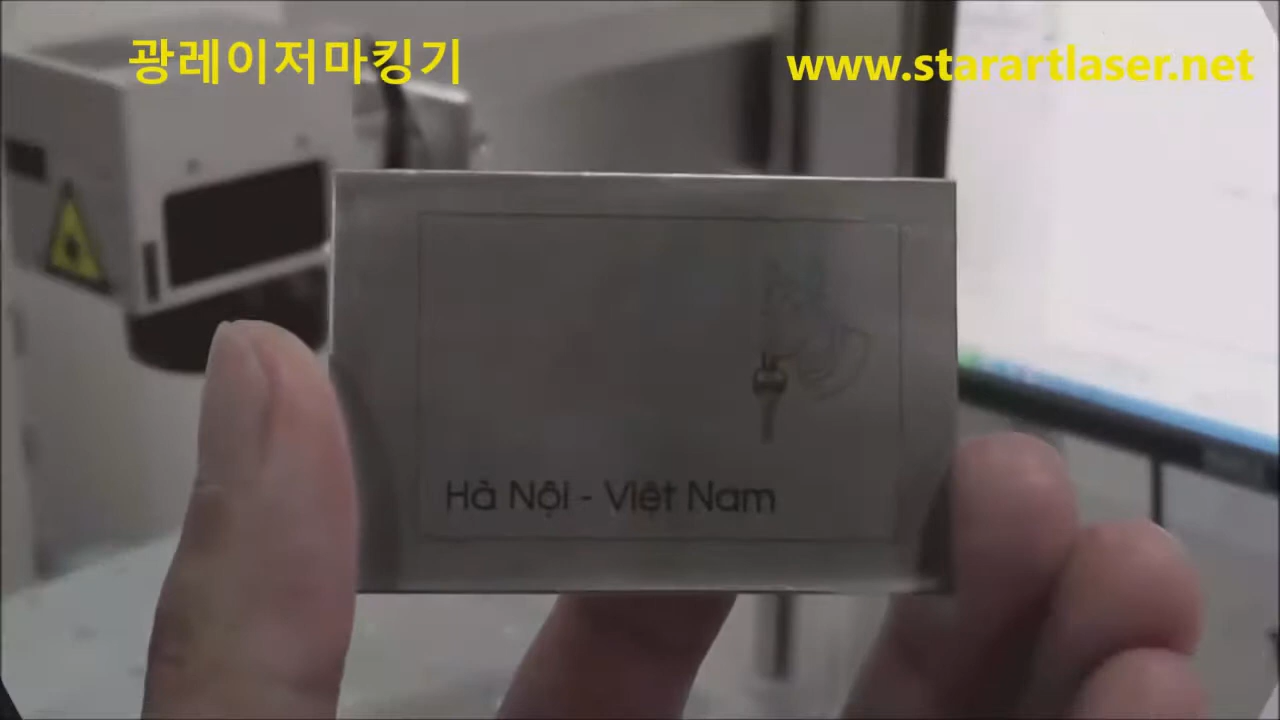 광레이저마킹기
www.starartlaser.net
Hà Nội - Việt Nam